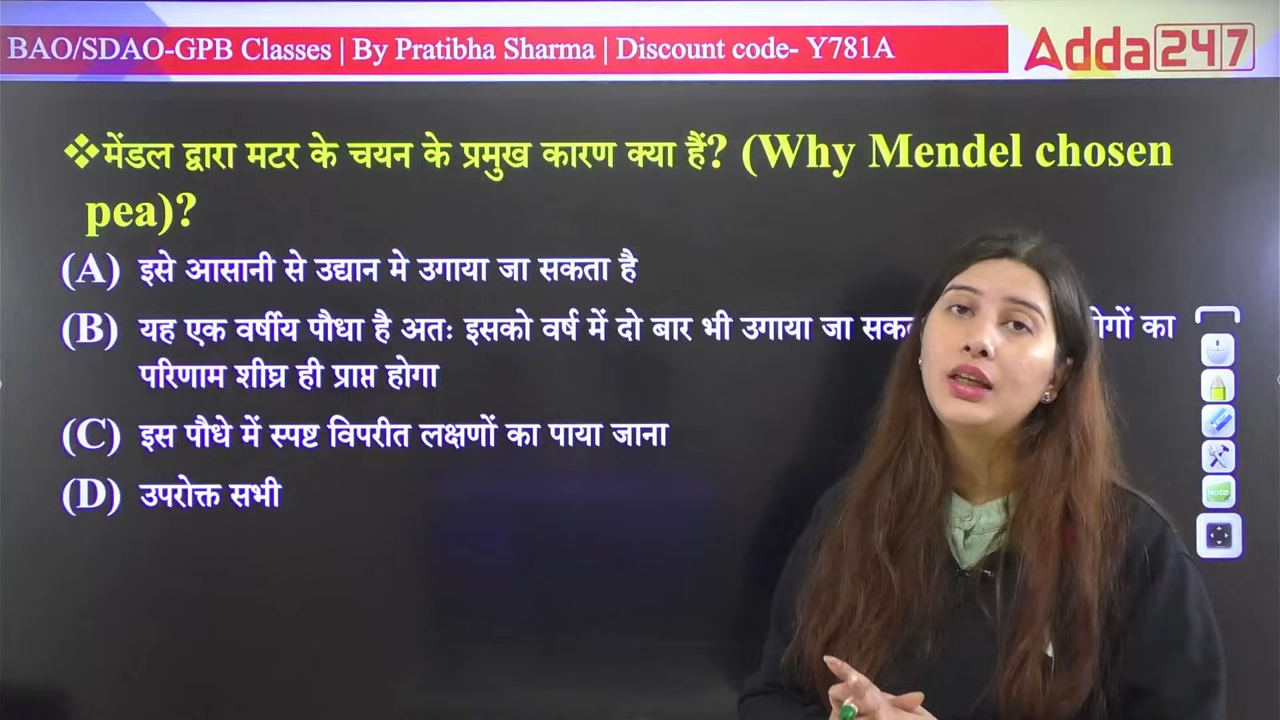 BAO/SDAO-GPB Classes | By Pratibha Sharma | Discount code- Y781A
Adda247
❖मेंडल द्वारा मटर के चयन के प्रमुख कारण क्या हैं? (Why Mendel chosen
pea)?
(A) इसे आसानी से उद्यान मे उगाया जा सकता है
(B) यह एक वर्षीय पौधा है अतः इसको वर्ष में दो बार भी उगाया जा का
परिणाम शीघ्र ही प्राप्त होगा
(C) इस पौधे में स्पष्ट विपरीत लक्षणों का पाया जाना
(D) उपरोक्त सभी
NOTE